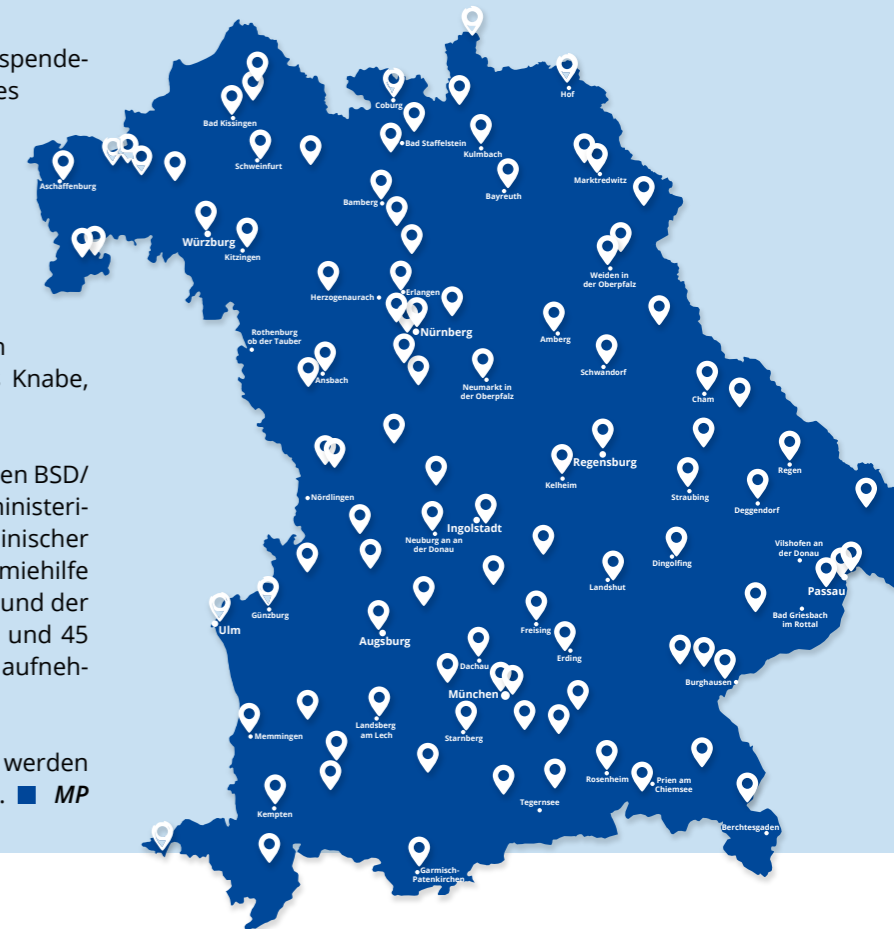 spende-
es
n
Knabe,
en BSD/
ministeri-
inischer
miehilfe
und der
und 45
aufneh-
werden
. ■ MP
Hof
Coburg
Bad Kissingen
Bad Staffelstein
Kulmbach
Schweinfurt
Aschaffenburg
Marktredwitz
Bayreuth
Bamberg
Würzburg
Kitzingen
Weiden in
der Oberpfalz
Herzogenaurach
Erlangen
Nürnberg
Rothenburg
ob der Tauber
Amberg
Ansbach
Schwandorf
Neumarkt in
der Oberpfalz
Cham
Regensburg
Regen
Kelheim
Straubing
Nördlingen
Deggendorf
Ingolstadt
Neuburg an an
der Donau
Vilshofen an
der Donau
Dingolfing
Landshut
Passau
Günzburg
Ulm
Augsburg
Freising
Bad Griesbach
im Rottal
Erding
Dachau
Burghausen
München
Landsberg
am Lech
Memmingen
Starnberg
Rosenheim
Prien am
Chiemsee
Tegernsee
Kempten
Berchtesgaden
Garmisch-
Patenkirchen